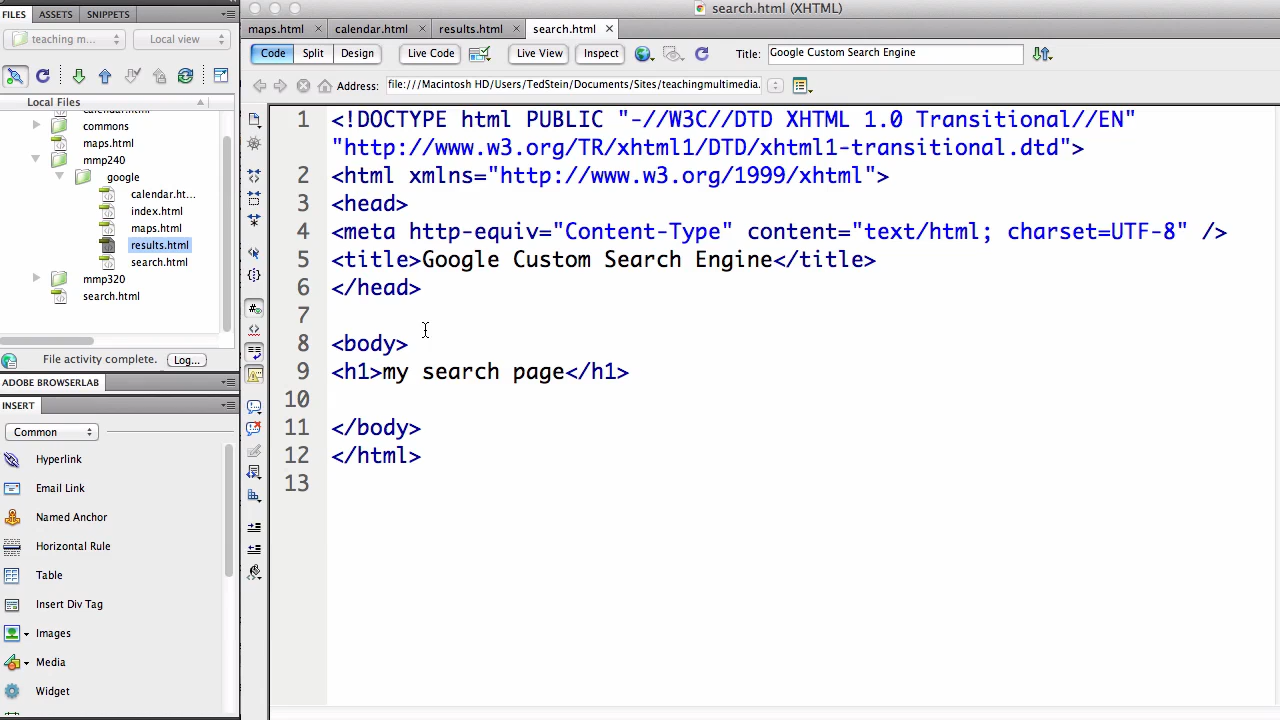 search.html (XHTML)
FILES ASSETS SNIPPETS
maps.html calendar.html results.html search.html
teaching m... Local view
Code Split Design Live Code Live View Inspect Title: Google Custom Search Engine
Address: file:///Macintosh HD/Users/TedStein/Documents/Sites/teachingmultimedia.
Local Files
calendar.html
commons
maps.html
mmp240
google
calendar.ht...
index.html
maps.html
results.html
search.html
mmp320
search.html
File activity complete. Log...
ADOBE BROWSERLAB
INSERT
Common
Hyperlink
Email Link
Named Anchor
Horizontal Rule
Table
Insert Div Tag
Images
Media
Widget
1 <!DOCTYPE html PUBLIC "-//W3C//DTD XHTML 1.0 Transitional//EN"
"http://www.w3.org/TR/xhtml1/DTD/xhtml1-transitional.dtd">
2 <html xmlns="http://www.w3.org/1999/xhtml">
3 <head>
4 <meta http-equiv="Content-Type" content="text/html; charset=UTF-8" />
5 <title>Google Custom Search Engine</title>
6 </head>
7
8 <body>
9 <h1>my search page</h1>
10
11 </body>
12 </html>
13